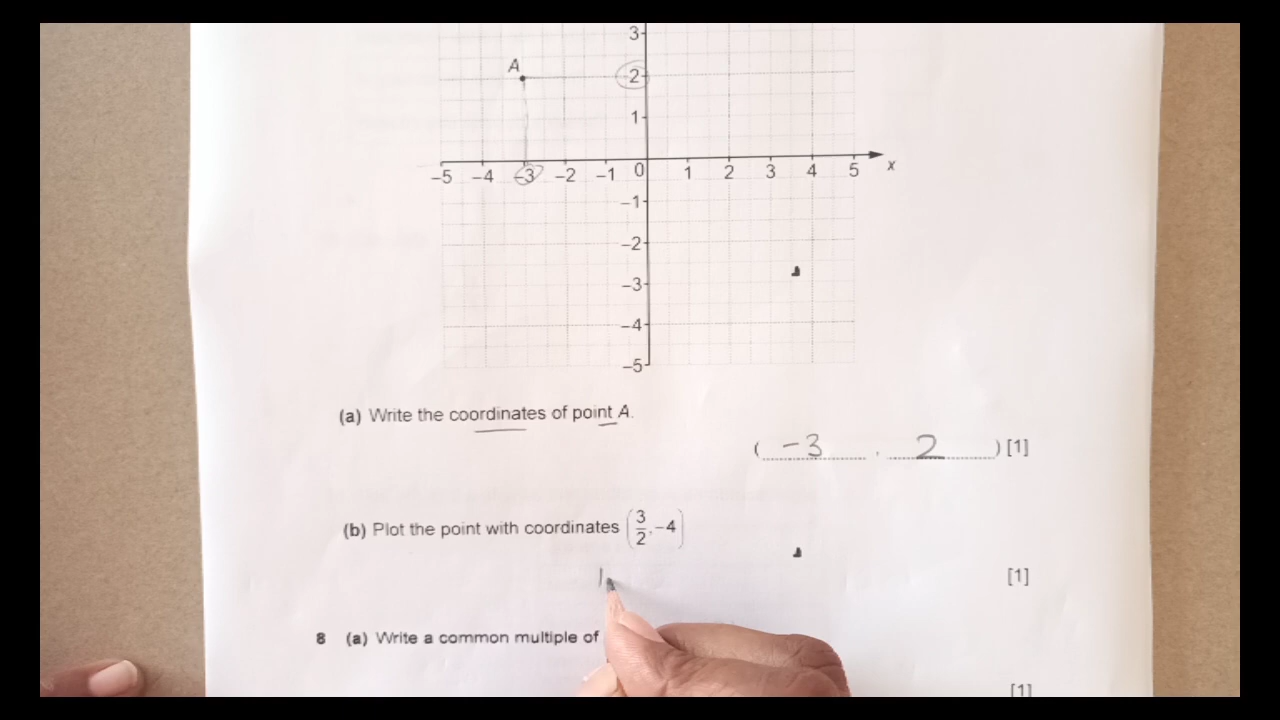 3
A
2
1
-5 -4 -3 -2 -1 0 1 2 3 4 5 x
-1
-2
-3
-4
-5
(a) Write the coordinates of point A.
( -3 , 2 ) [1]
(b) Plot the point with coordinates (3/2, -4)
1.
[1]
8 (a) Write a common multiple of
[1]